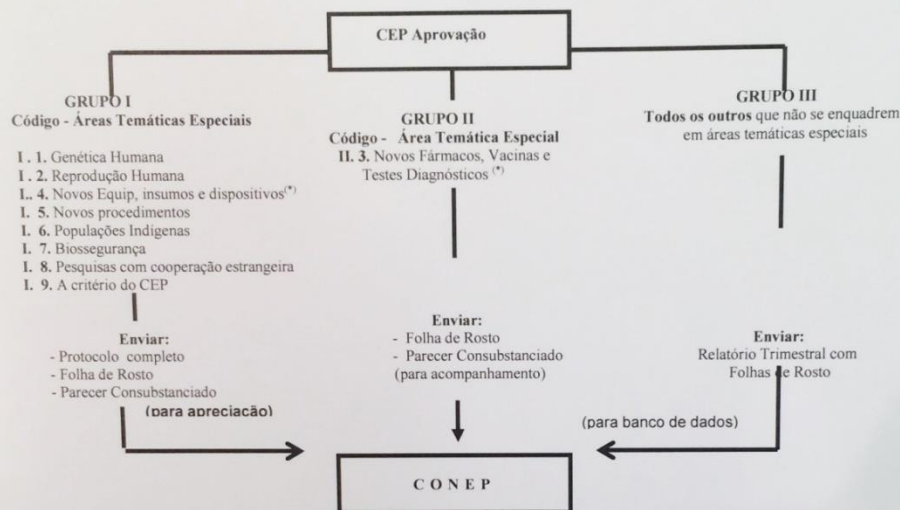 CEP Aprovação
GRUPO I
Código - Áreas Temáticas Especiais
I . 1. Genética Humana
I . 2. Reprodução Humana
I.. 4. Novos Equip, insumos e dispositivos(*)
I. 5. Novos procedimentos
I. 6. Populações Indígenas
I. 7. Biossegurança
I. 8. Pesquisas com cooperação estrangeira
I. 9. A critério do CEP
Enviar:
- Protocolo completo
- Folha de Rosto
- Parecer Consubstanciado
(para apreciação)
GRUPO II
Código - Área Temática Especial
II. 3. Novos Fármacos, Vacinas e
Testes Diagnósticos (*)
Enviar:
- Folha de Rosto
- Parecer Consubstanciado
(para acompanhamento)
GRUPO III
Todos os outros que não se enquadrem
em áreas temáticas especiais
Enviar:
Relatório Trimestral com
Folhas de Rosto
(para banco de dados)
C O N E P